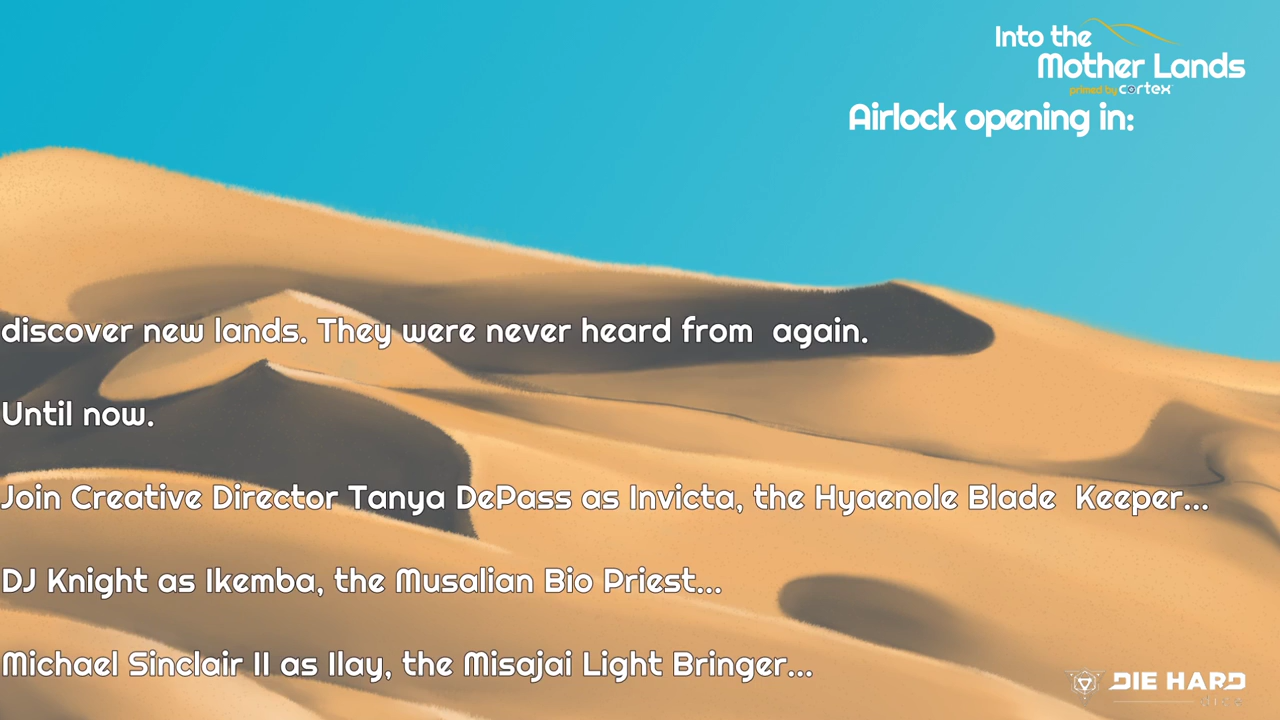 Into the
Mother Lands
primed by cortex
Airlock opening in:
discover new lands. They were never heard from again.
Until now.
Join Creative Director Tanya DePass as Invicta, the Hyaenole Blade Keeper...
DJ Knight as Ikemba, the Musalian Bio Priest...
Michael Sinclair II as Ilay, the Misajai Light Bringer...
DIE HARD